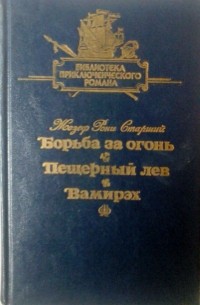 БИБЛИОТЕКА
ПРИКЛЮЧЕНЧЕСКОГО
РОМАНА
Жозеф Рони Старший
Борьба за огонь
Пещерный лев
Вамирэх